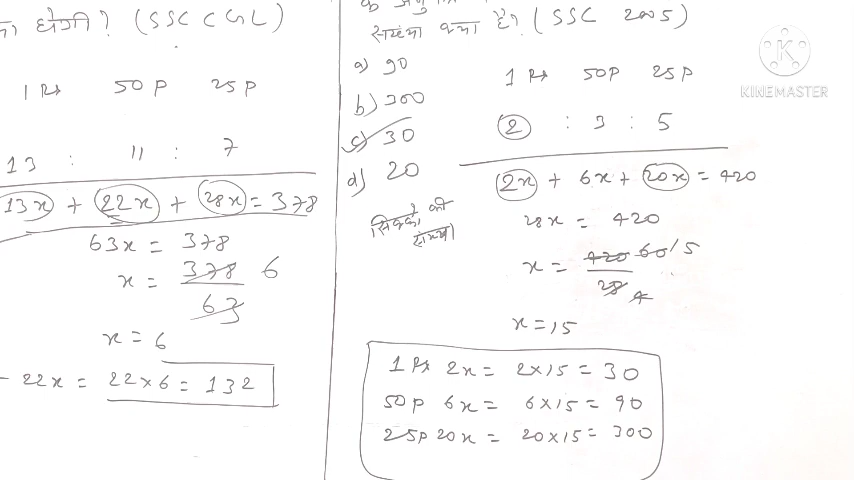 होगी? (SSC CGL)
1 Rs 50 P 25 P
13 : 11 : 7
13x + 22x + 28x = 378
63x = 378
x = 378 6
63
x = 6
22x = 22×6 = 132
के अनुपात
सख्या क्या है? (SSC 2005)
a) 90
b) 300
c) 30
d) 20
सिक्को की
संख्या
1 Rs 50P 25P
2 : 3 : 5
2x + 6x + 20x = 420
28x = 420
x = 420 60 15
28 4
x = 15
1 Rs 2x = 2×15 = 30
50p 6x = 6×15 = 90
25p 20x = 20×15 = 300
KINEMASTER